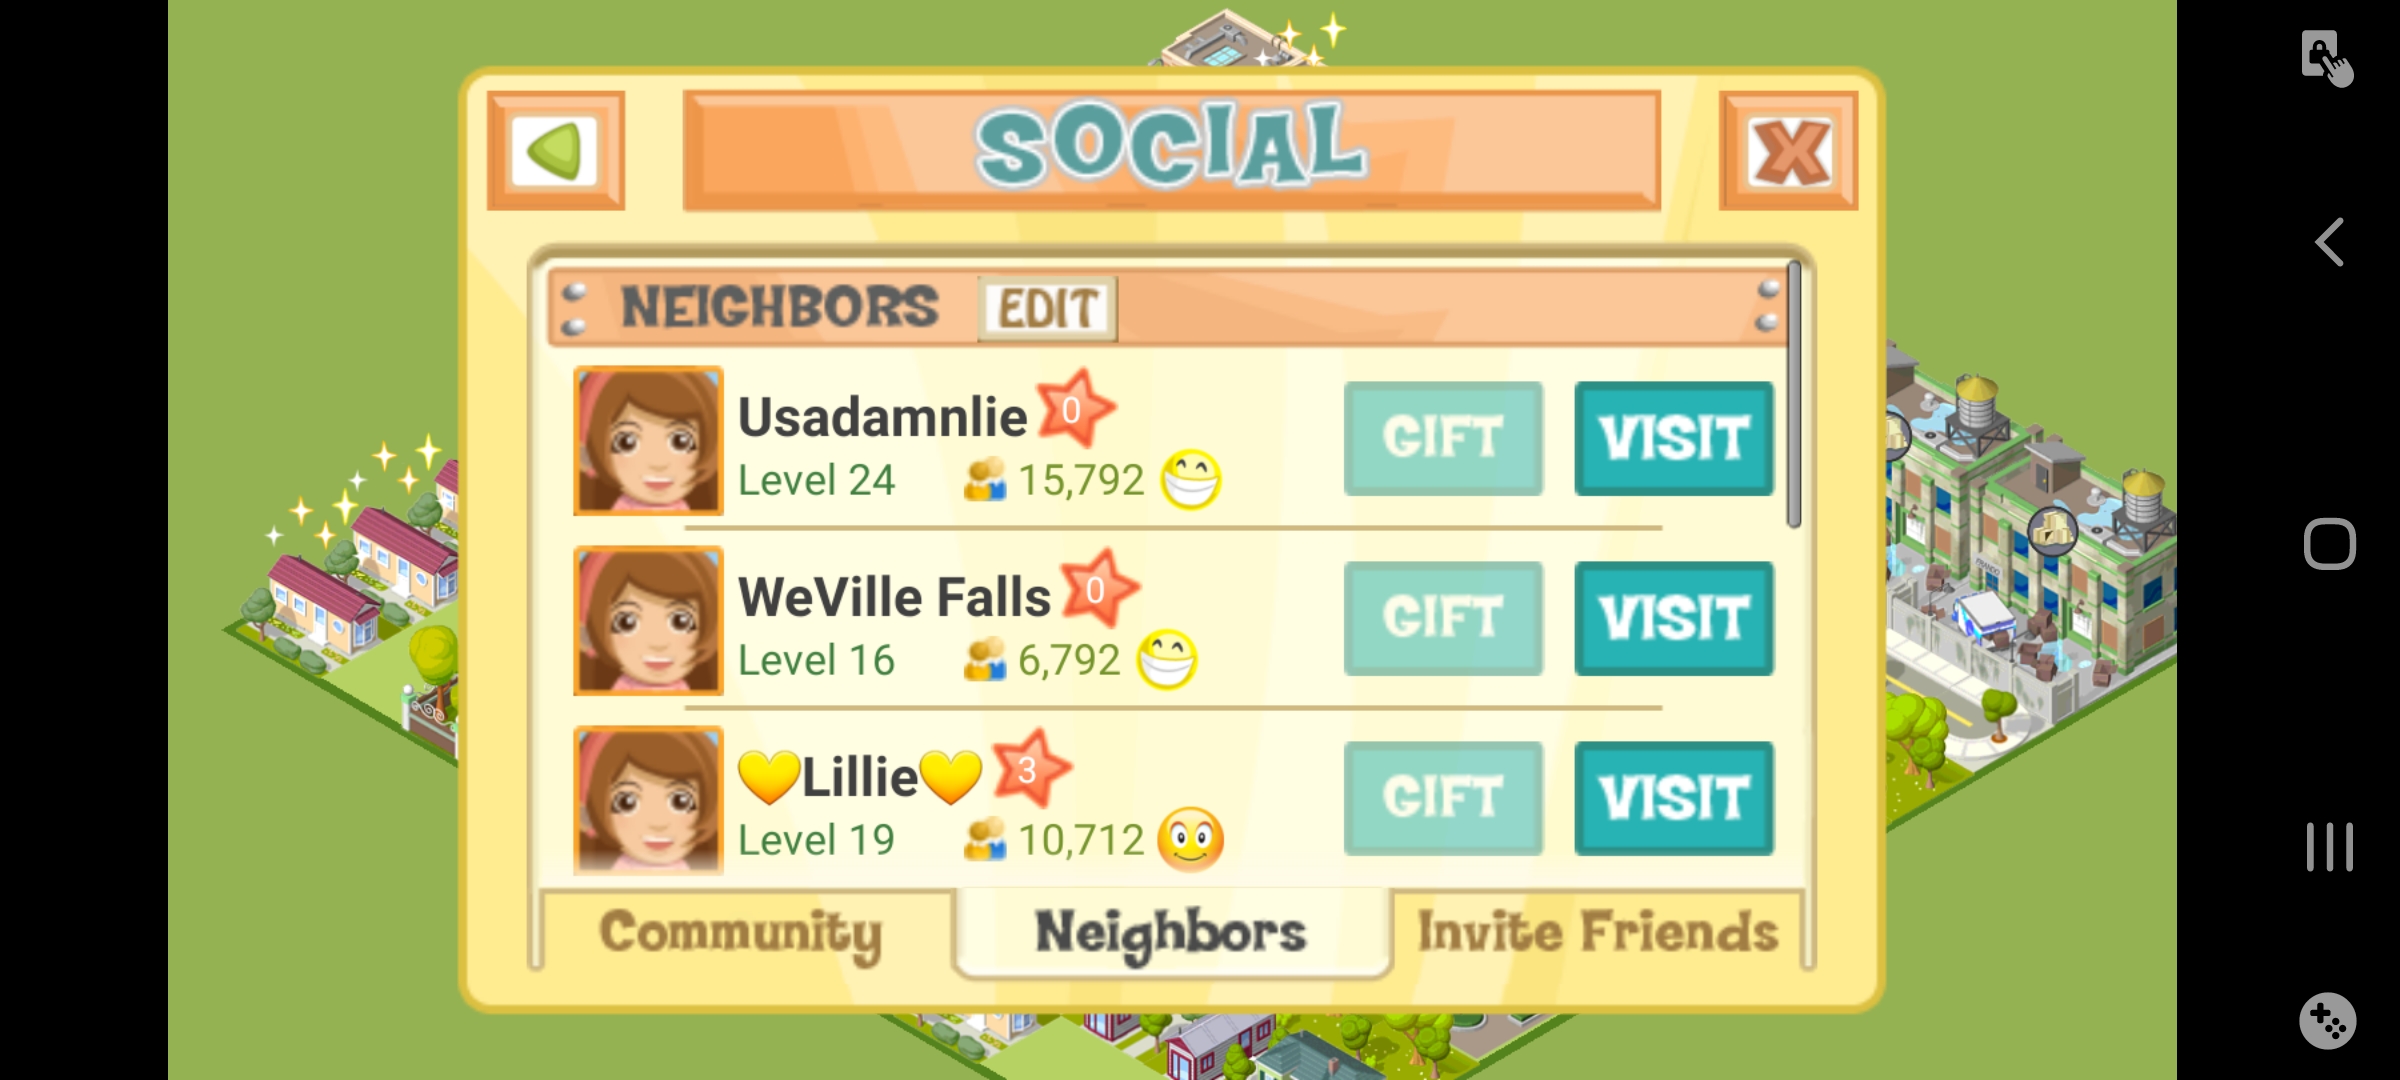 SOCIAL
NEIGHBORS EDIT
Usadamnlie 0
Level 24 15,792
GIFT VISIT
WeVille Falls 0
Level 16 6,792
GIFT VISIT
💛Lillie💛 3
Level 19 10,712
GIFT VISIT
Community Neighbors Invite Friends